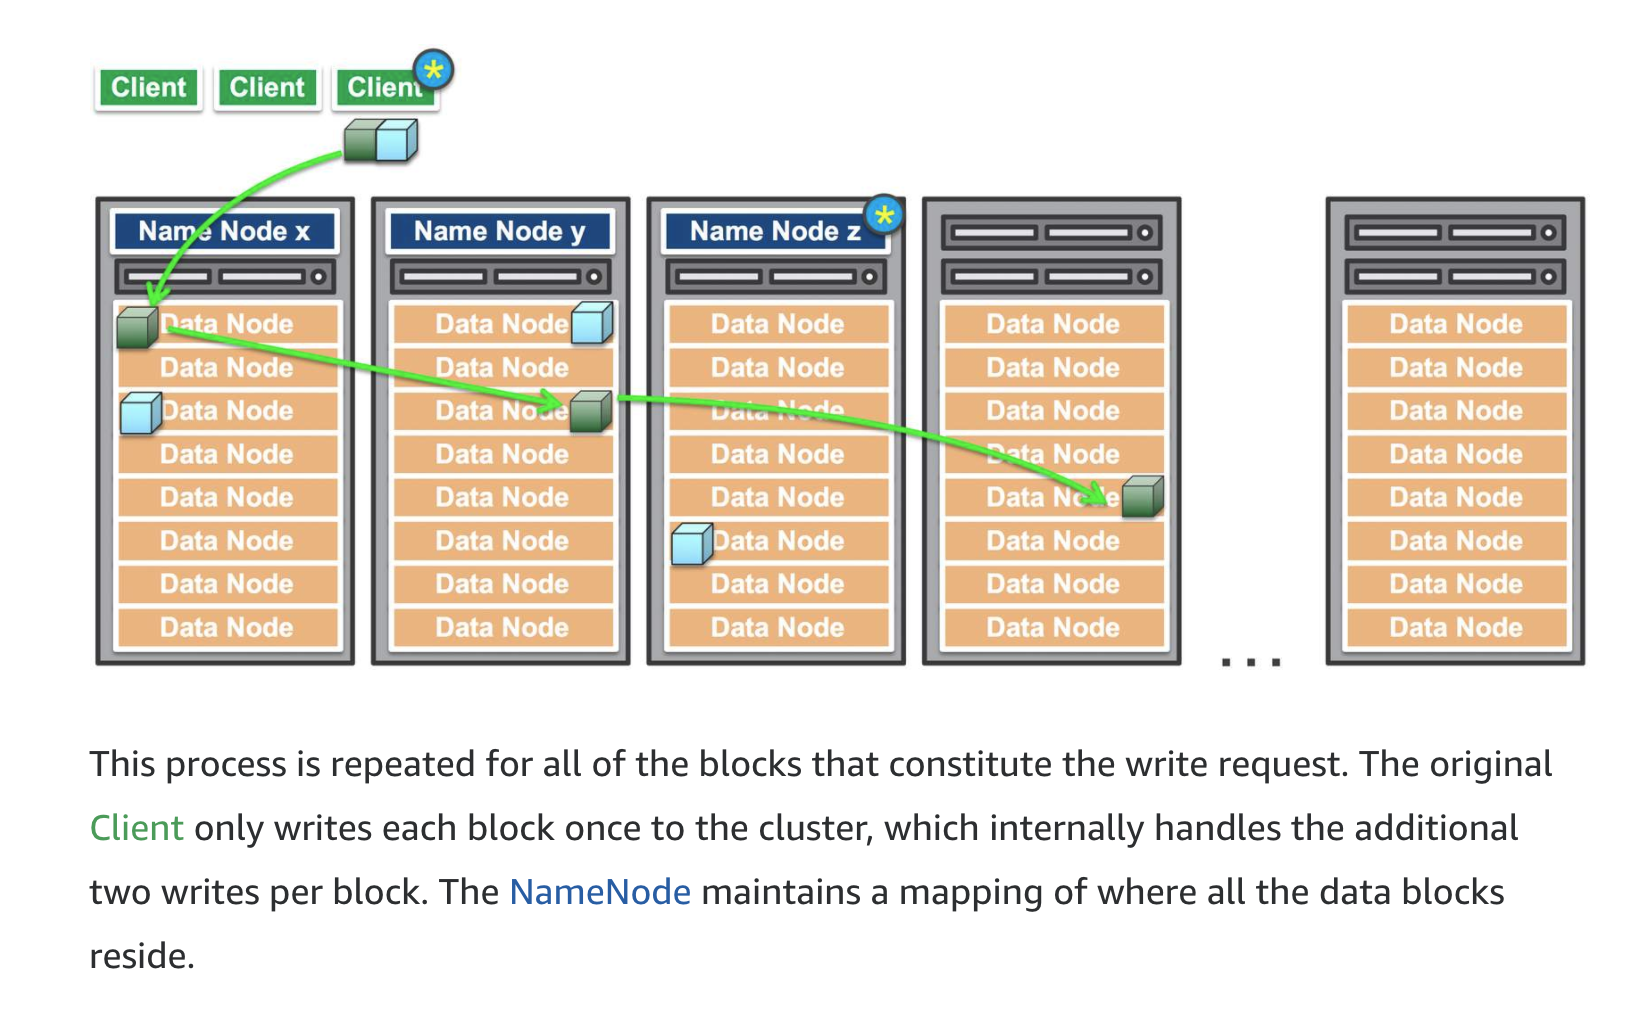 Client Client Client *
Name Node x Name Node y Name Node z *
Data Node Data Node Data Node Data Node Data Node
Data Node Data Node Data Node Data Node Data Node
Data Node Data Node Data Node Data Node Data Node
Data Node Data Node Data Node Data Node Data Node
Data Node Data Node Data Node Data Node Data Node
Data Node Data Node Data Node Data Node Data Node
Data Node Data Node Data Node Data Node Data Node
Data Node Data Node Data Node Data Node Data Node
...
This process is repeated for all of the blocks that constitute the write request. The original
Client only writes each block once to the cluster, which internally handles the additional
two writes per block. The NameNode maintains a mapping of where all the data blocks
reside.